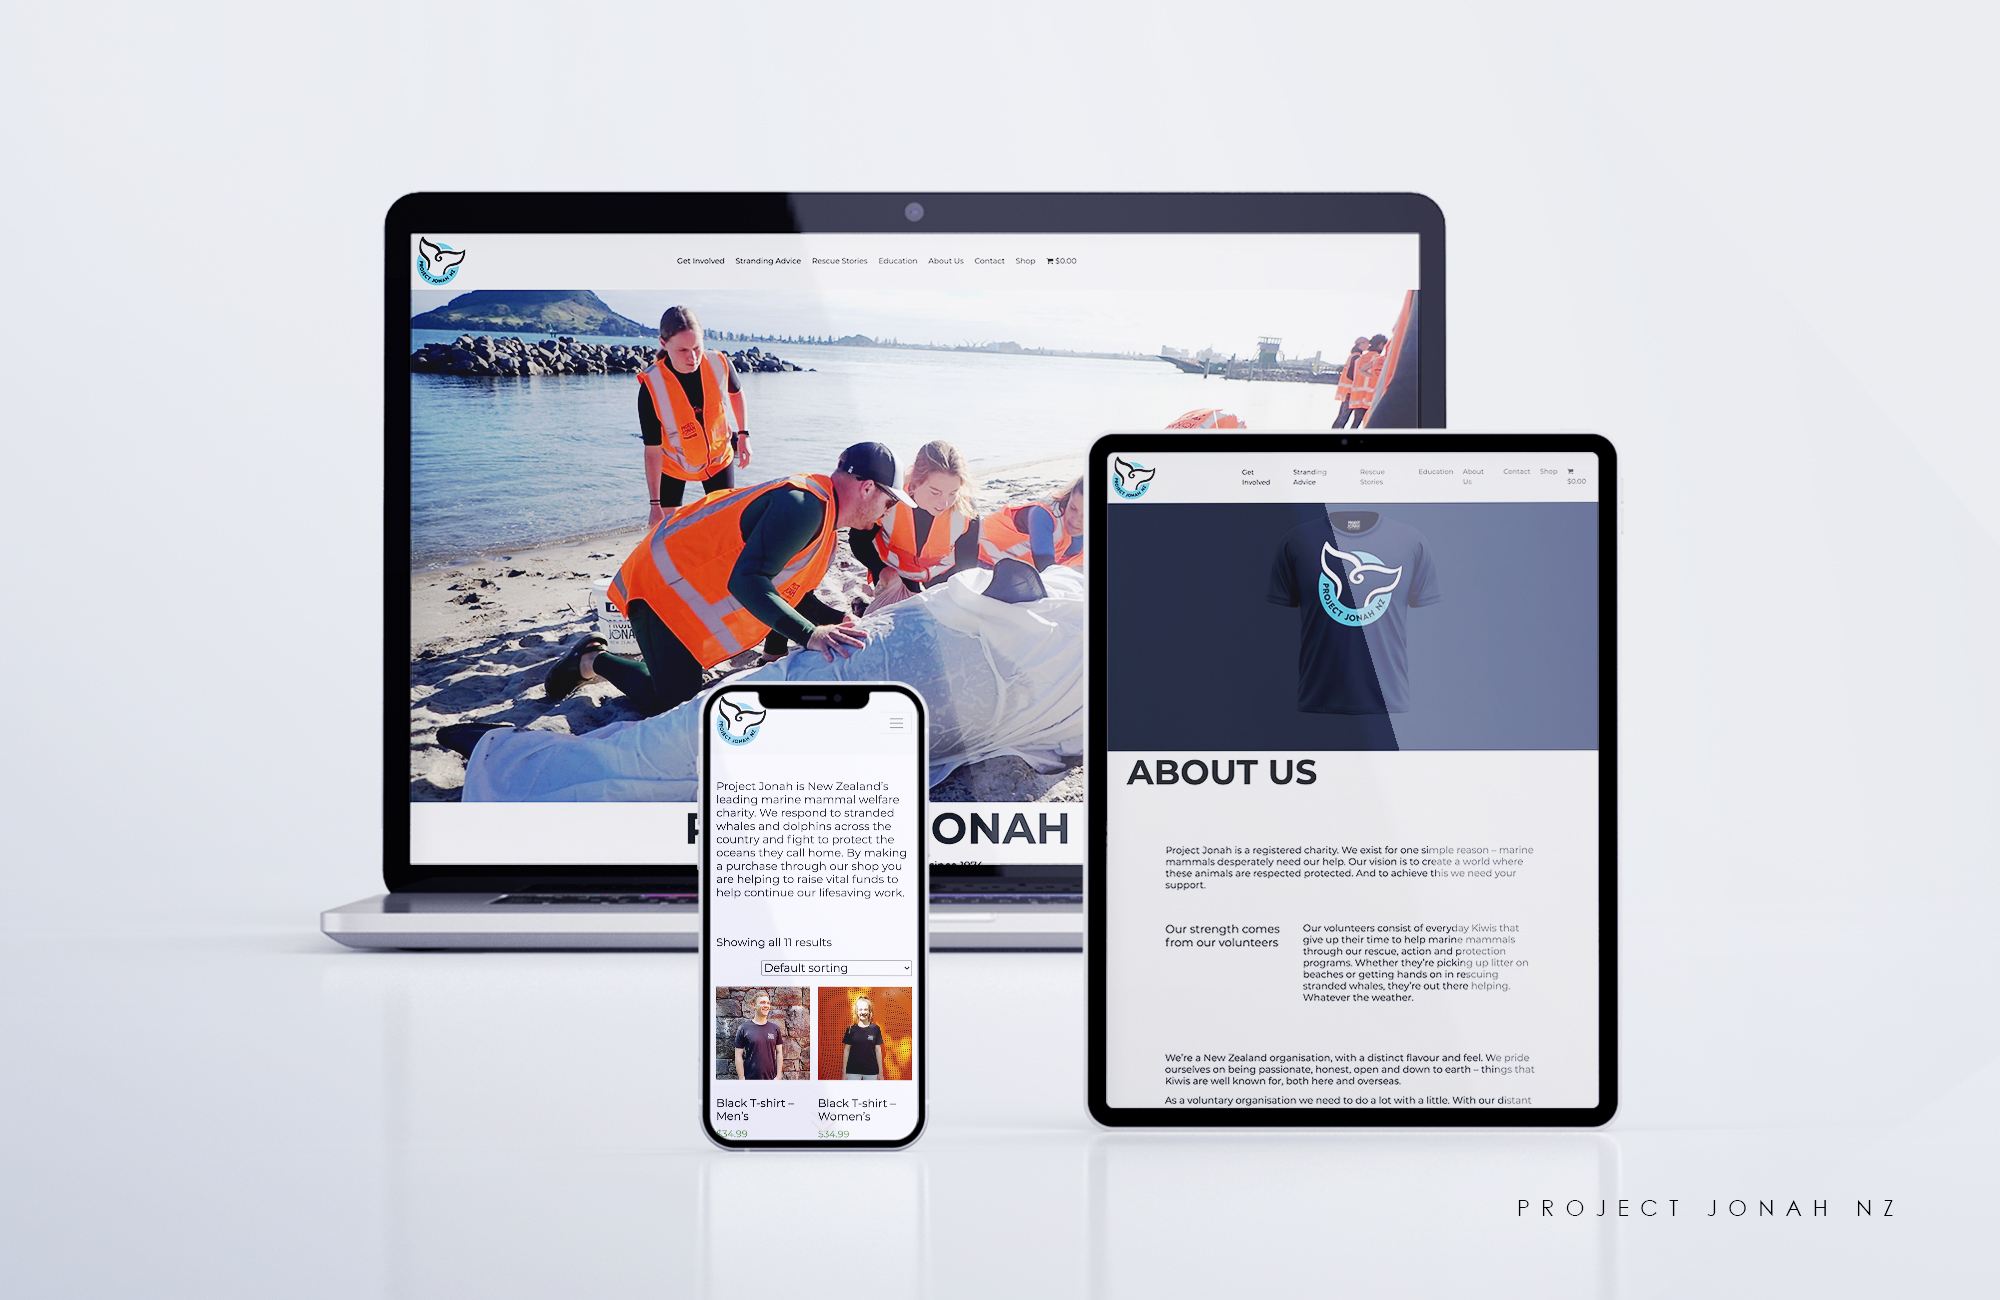 PROJECT JONAH NZ
Get Involved Stranding Advice Rescue Stories Education About Us Contact Shop $0.00
PROJECT JONAH
JONAH
ONAH
since 1974
PROJECT JONAH NZ
Project Jonah is New Zealand's
leading marine mammal welfare
charity. We respond to stranded
whales and dolphins across the
country and fight to protect the
oceans they call home. By making
a purchase through our shop you
are helping to raise vital funds to
help continue our lifesaving work.
Showing all 11 results
Default sorting
Black T-shirt –
Men's
$34.99
Black T-shirt –
Women's
$34.99
PROJECT JONAH NZ
Get Involved Stranding Advice Rescue Stories Education About Us Contact Shop $0.00
PROJECT JONAH NZ
ABOUT US
Project Jonah is a registered charity. We exist for one simple reason – marine
mammals desperately need our help. Our vision is to create a world where
these animals are respected protected. And to achieve this we need your
support.
Our strength comes
from our volunteers
Our volunteers consist of everyday Kiwis that
give up their time to help marine mammals
through our rescue, action and protection
programs. Whether they're picking up litter on
beaches or getting hands on in rescuing
stranded whales, they're out there helping.
Whatever the weather.
We're a New Zealand organisation, with a distinct flavour and feel. We pride
ourselves on being passionate, honest, open and down to earth – things that
Kiwis are well known for, both here and overseas.
As a voluntary organisation we need to do a lot with a little. With our distant
PROJECT JONAH NZ